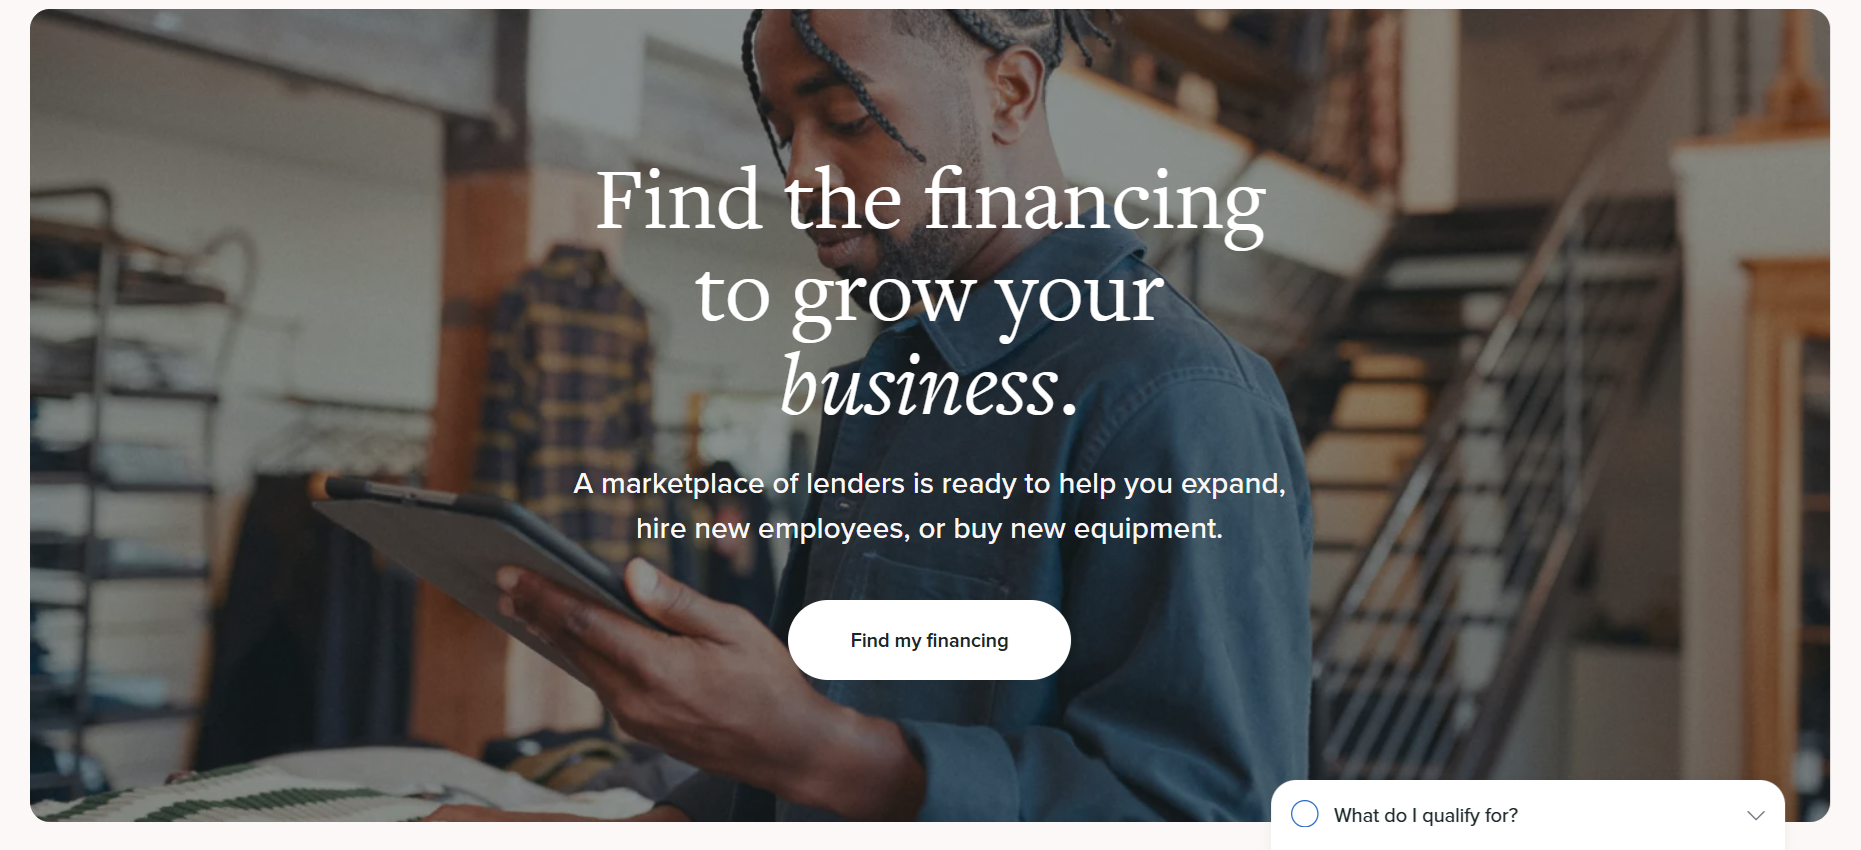 Find the financing
to grow your
business.
A marketplace of lenders is ready to help you expand,
hire new employees, or buy new equipment.
Find my financing
What do I qualify for?